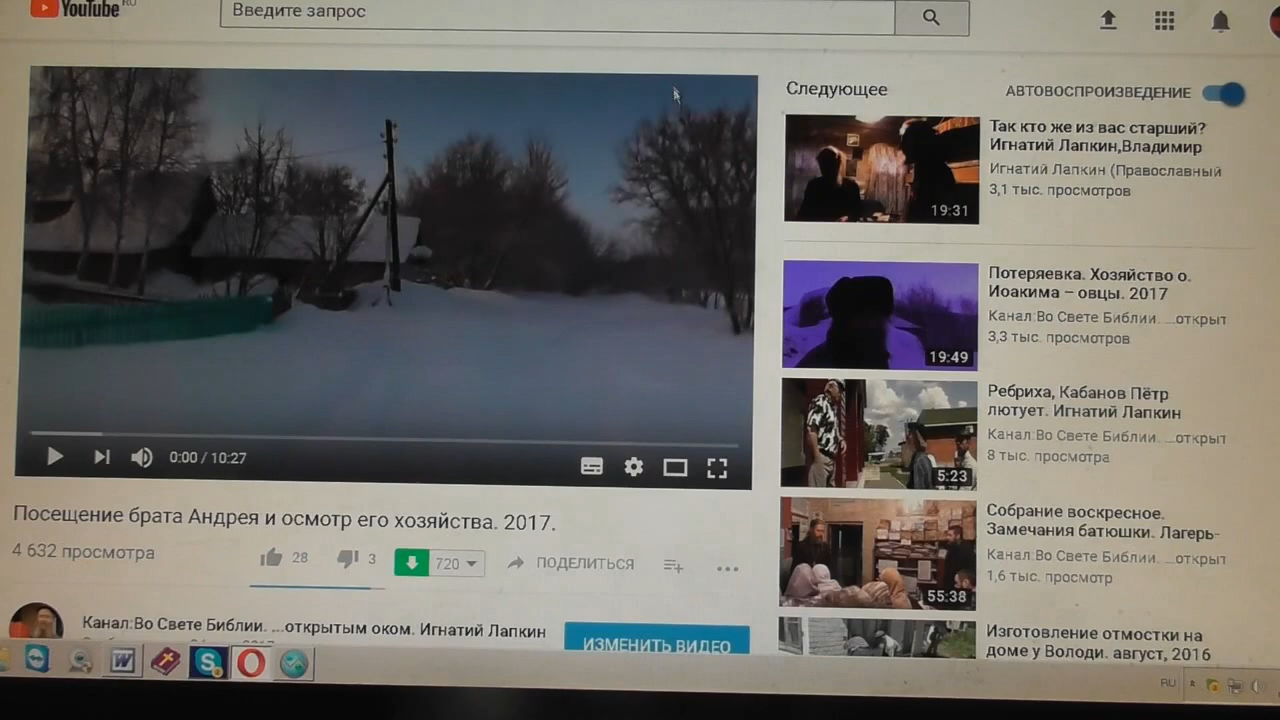 YouTube RU
Введите запрос
Следующее
АВТОВОСПРОИЗВЕДЕНИЕ
Так кто же из вас старший?
Игнатий Лапкин,Владимир
Игнатий Лапкин (Православный
3,1 тыс. просмотров
19:31
Потеряевка. Хозяйство о.
Иоакима – овцы. 2017
Канал:Во Свете Библии. ...открыт
3,3 тыс. просмотров
19:49
Ребриха, Кабанов Пётр
лютует. Игнатий Лапкин
Канал:Во Свете Библии. ...открыт
8 тыс. просмотра
5:23
Собрание воскресное.
Замечания батюшки. Лагерь-
Канал:Во Свете Библии. ...открыт
1,6 тыс. просмотр
55:38
Изготовление отмостки на
доме у Володи. август, 2016
0:00 / 10:27
Посещение брата Андрея и осмотр его хозяйства. 2017.
4 632 просмотра
28
3
720
ПОДЕЛИТЬСЯ
Канал:Во Свете Библии. ...открытым оком. Игнатий Лапкин
ИЗМЕНИТЬ ВИДЕО
RU